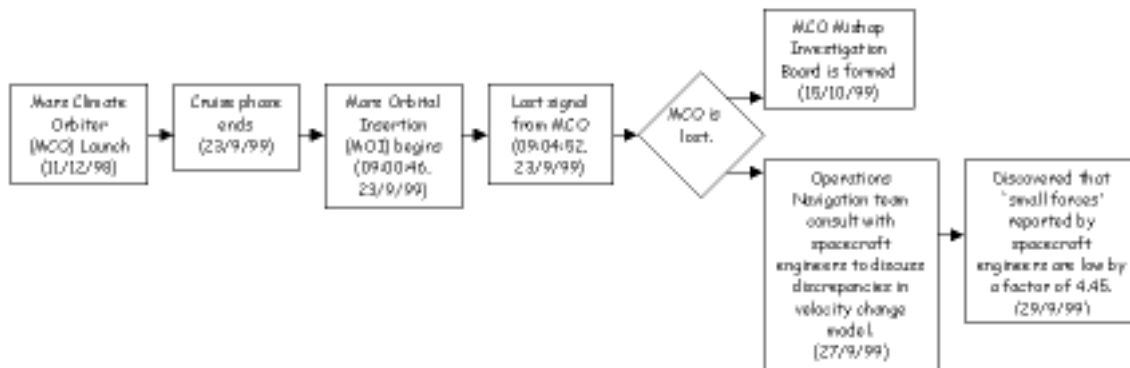 Mars Climate
Orbiter
(MCO) Launch
(11/12/98)
Cruise phase
ends
(23/9/99)
Mars Orbital
Insertion
(MOI) begins
(09:00:46,
23/9/99)
Last signal
from MCO
(09:04:52,
23/9/99)
MCO is
lost.
MCO Mishap
Investigation
Board is formed
(15/10/99)
Operations
Navigation team
consult with
spacecraft
engineers to discuss
discrepancies in
velocity change
model.
(27/9/99)
Discovered that
`small forces'
reported by
spacecraft
engineers are low by
a factor of 4.45.
(29/9/99)